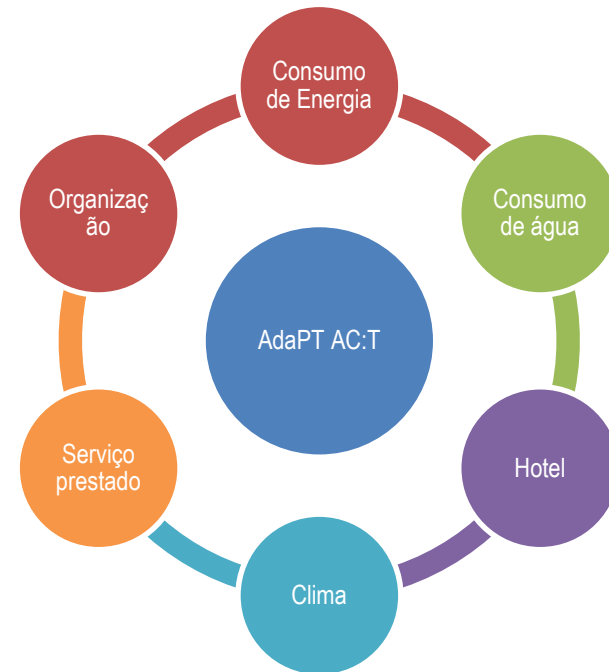 Consumo
de Energia
Organizaç
ão
Consumo
de água
AdaPT AC:T
Serviço
prestado
Hotel
Clima